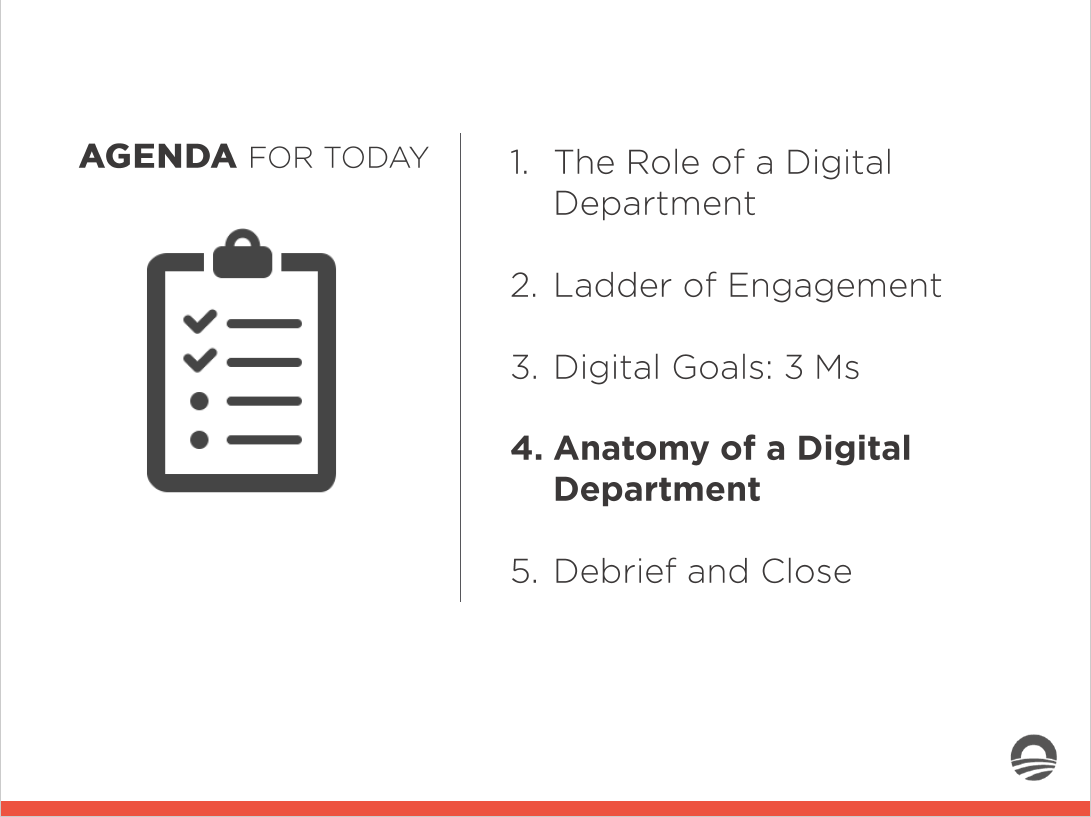 AGENDA FOR TODAY
1. The Role of a Digital
Department
2. Ladder of Engagement
3. Digital Goals: 3 Ms
4. Anatomy of a Digital
Department
5. Debrief and Close